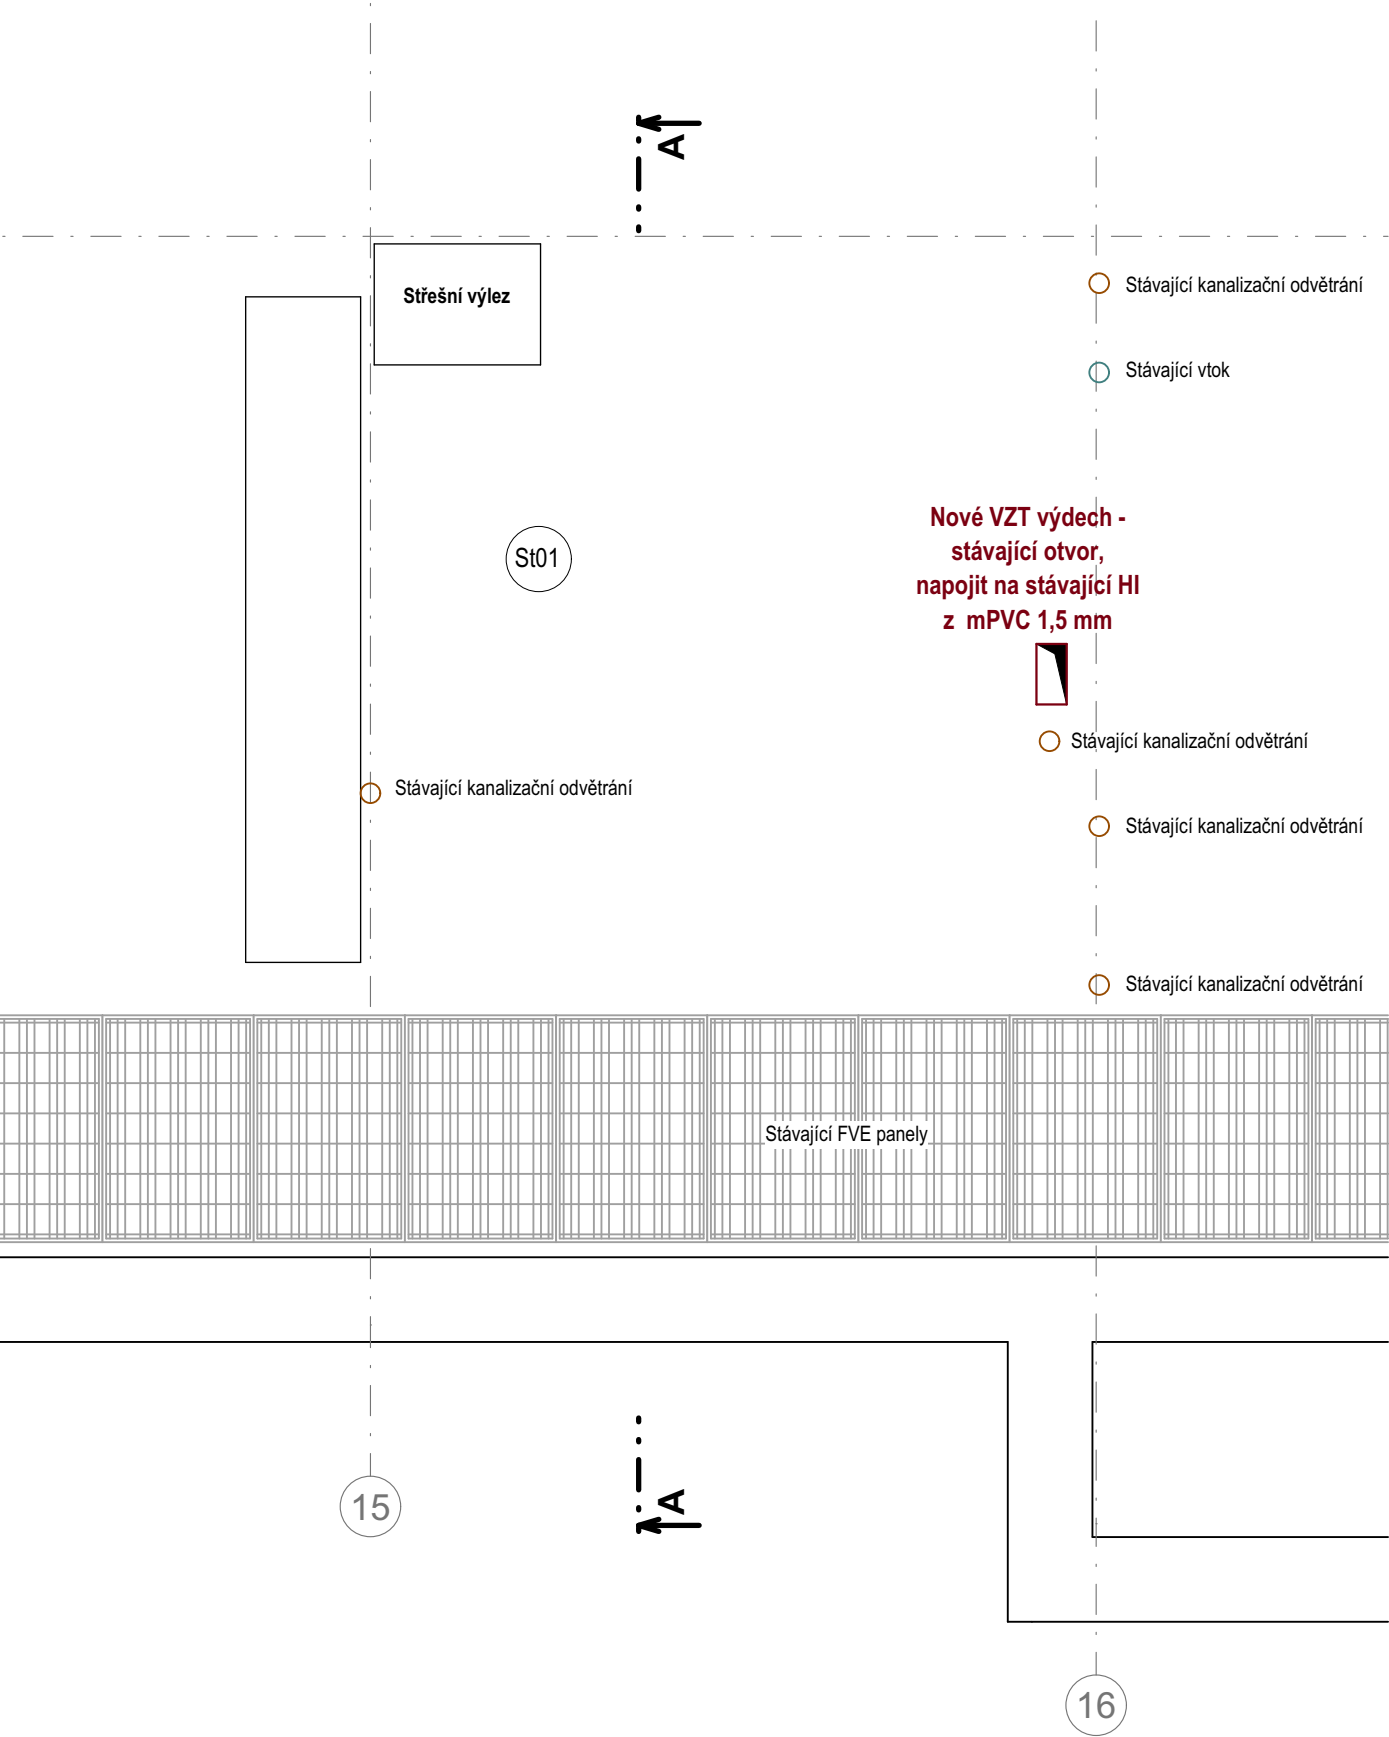 A
Střešní výlez
Stávající kanalizační odvětrání
Stávající vtok
Nové VZT výdech -
stávající otvor,
napojit na stávající HI
z mPVC 1,5 mm
St01
Stávající kanalizační odvětrání
Stávající kanalizační odvětrání
Stávající kanalizační odvětrání
Stávající kanalizační odvětrání
Stávající FVE panely
A
15
16